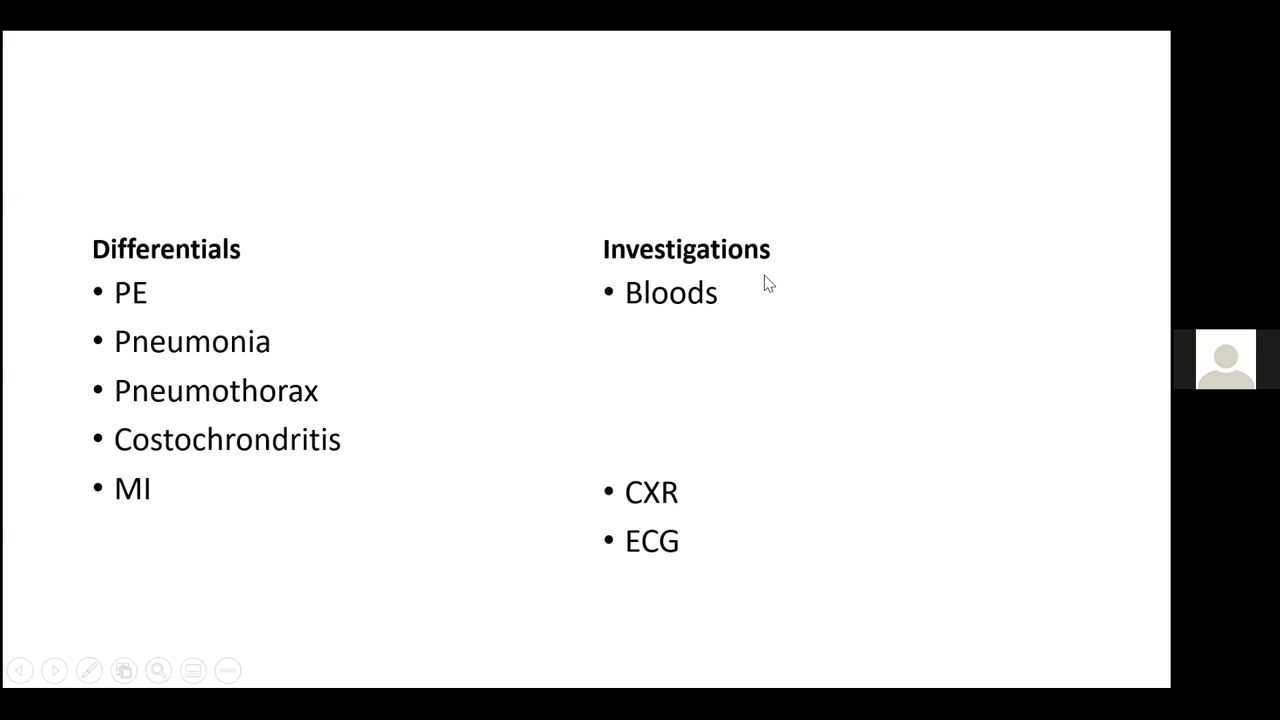 Differentials
• PE
• Pneumonia
• Pneumothorax
• Costochrondritis
• MI
Investigations
• Bloods
• CXR
• ECG